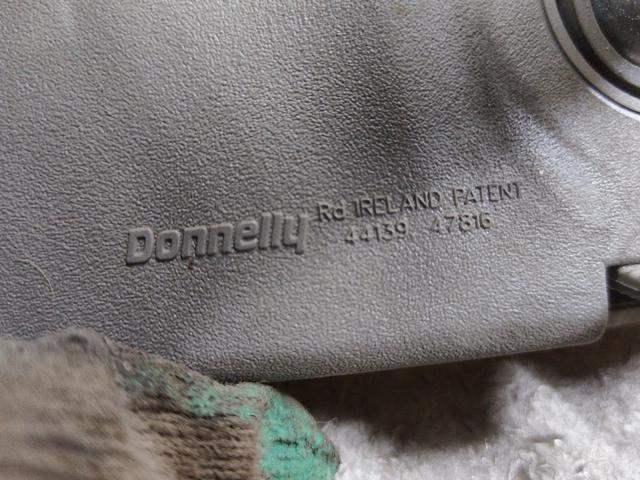 Donnelly Rd IRELAND PATENT
44139 47816